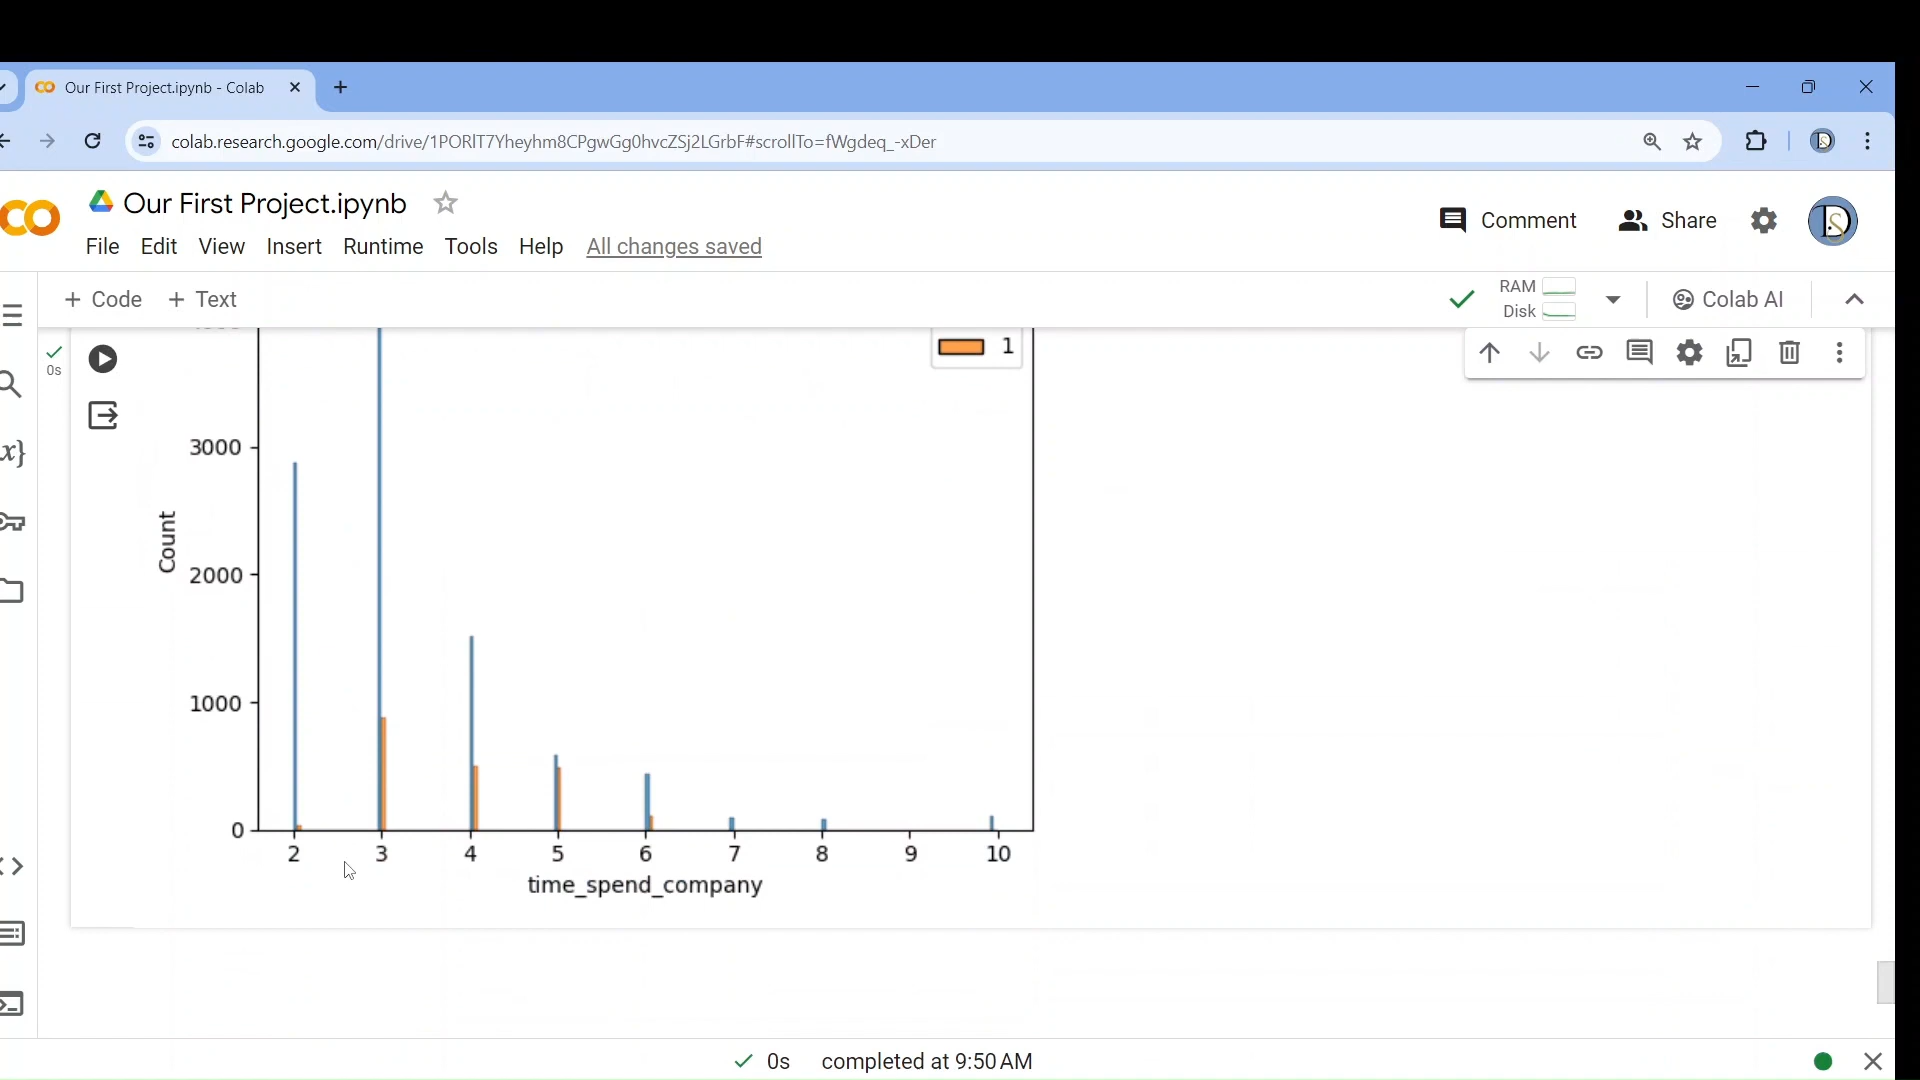 Our First Project.ipynb - Colab
colab.research.google.com/drive/1PORlT7Yheyhm8CPgwGg0hvcZSj2LGrbF#scrollTo=fWgdeq_-xDer
Our First Project.ipynb
Comment
Share
File Edit View Insert Runtime Tools Help All changes saved
+ Code + Text
RAM
Disk
Colab AI
0s
1
3000
2000
1000
0
Count
2 3 4 5 6 7 8 9 10
time_spend_company
0s completed at 9:50 AM